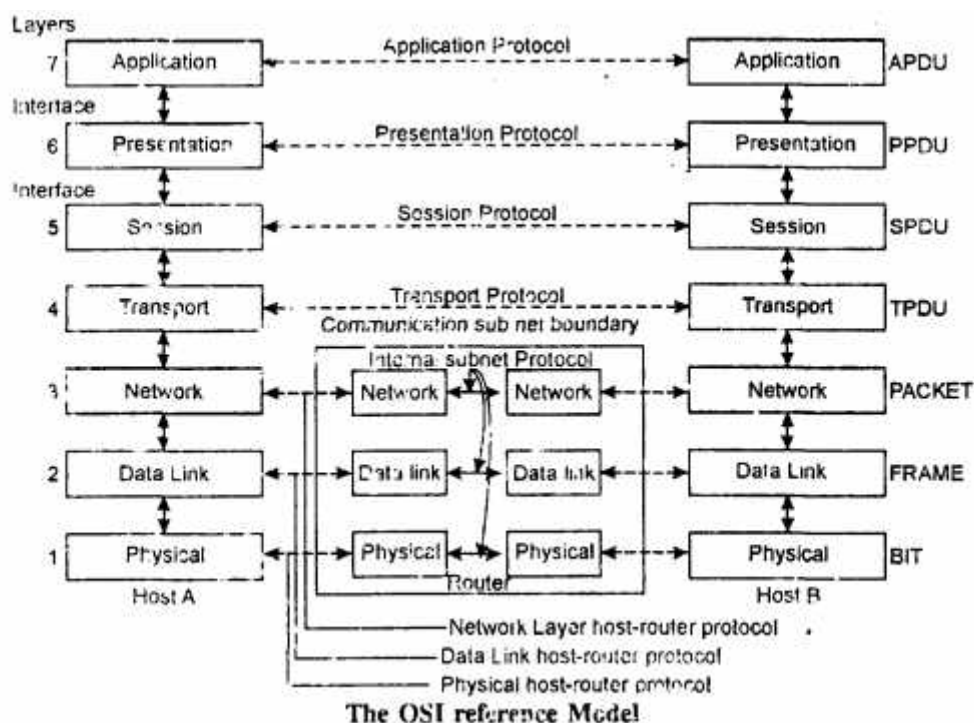 Layers
7 Application Application Protocol Application APDU
Interface
6 Presentation Presentation Protocol Presentation PPDU
Interface
5 Session Session Protocol Session SPDU
4 Transport Transport Protocol Transport TPDU
Communication sub net boundary
Internal subnet Protocol
3 Network Network Network Network PACKET
2 Data Link Data link Data link Data Link FRAME
1 Physical Physical Physical Physical BIT
Host A Router Host B
Network Layer host-router protocol
Data Link host-router protocol
Physical host-router protocol
The OSI reference Model